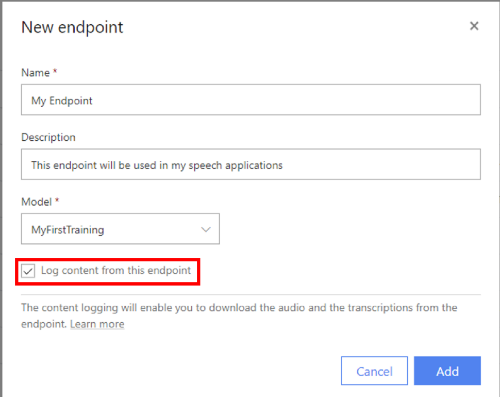 New endpoint
Name *
My Endpoint
Description
This endpoint will be used in my speech applications
Model *
MyFirstTraining
Log content from this endpoint
The content logging will enable you to download the audio and the transcriptions from the
endpoint. Learn more
Cancel Add